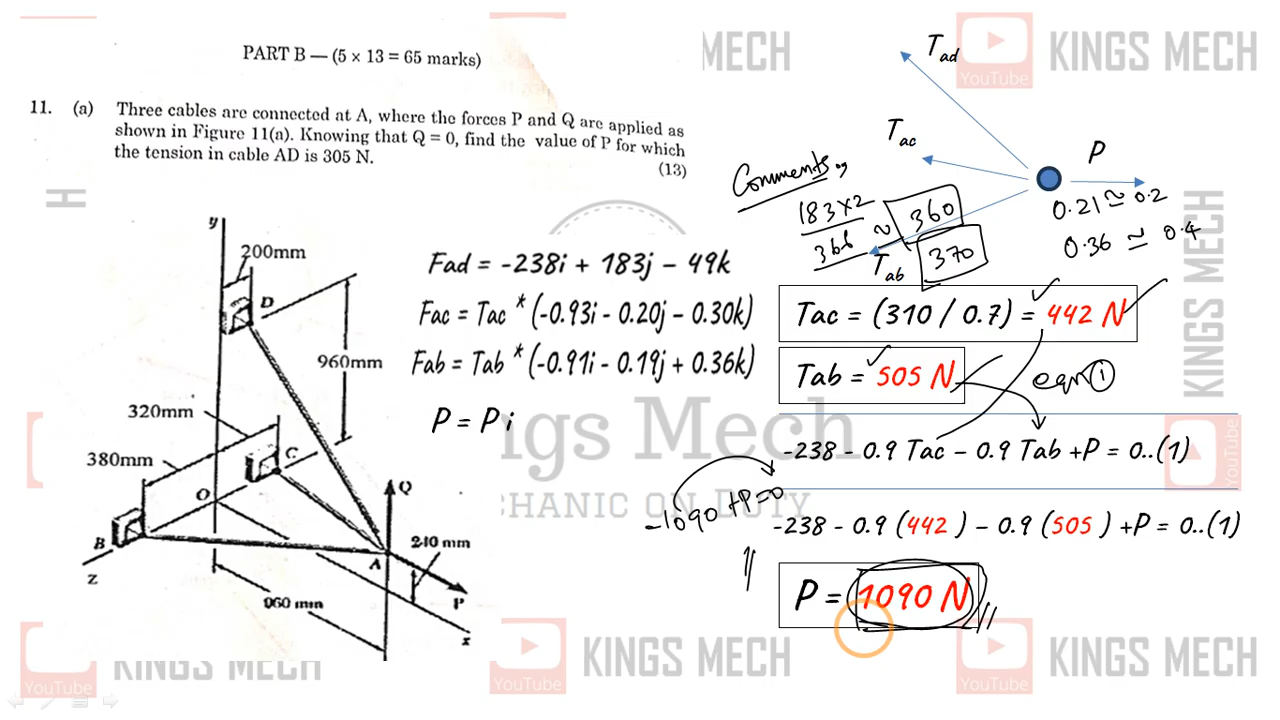 PART B — (5 × 13 = 65 marks)
11. (a) Three cables are connected at A, where the forces P and Q are applied as
shown in Figure 11(a). Knowing that Q = 0, find the value of P for which
the tension in cable AD is 305 N. (13)
y
200mm
D
960mm
320mm
380mm
C
O
Q
B
A
240 mm
z
960 mm
P
x
Fad = -238i + 183j - 49k
Fac = Tac * (-0.93i - 0.20j - 0.30k)
Fab = Tab * (-0.91i - 0.19j + 0.36k)
P = P i
Tad
Tac
P
Tab
Comments,
183×2
366 ≈ 360
370
0.21 ≃ 0.2
0.36 ≃ 0.4
Tac = (310 / 0.7) = 442 N
Tab = 505 N
eqn ①
-238 - 0.9 Tac - 0.9 Tab +P = 0..(1)
-1090 +P=0
-238 - 0.9 (442) - 0.9 (505) +P = 0..(1)
P = 1090 N
MECH
YouTube
KINGS MECH
H
KINGS MECH
YouTube
ngs Mech
CHANIC ON DUTY
YouTube
KINGS MECH
YouTube
KINGS MECH
YouTube
KINGS MECH